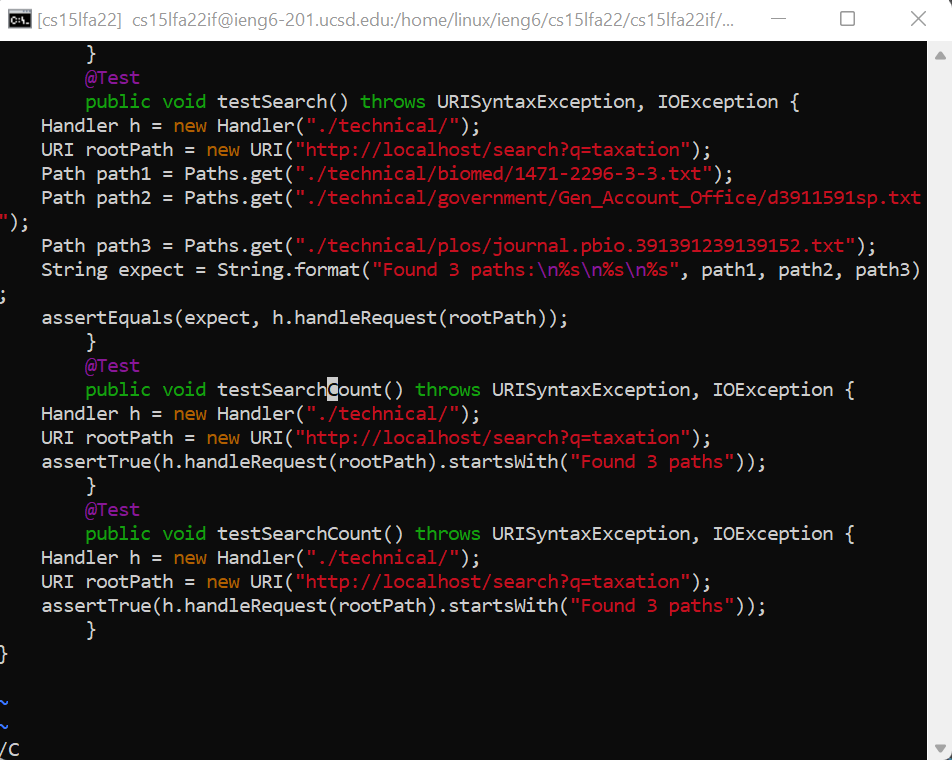 [cs15lfa22] cs15lfa22if@ieng6-201.ucsd.edu:/home/linux/ieng6/cs15lfa22/cs15lfa22if/...
}
@Test
public void testSearch() throws URISyntaxException, IOException {
Handler h = new Handler("./technical/");
URI rootPath = new URI("http://localhost/search?q=taxation");
Path path1 = Paths.get("./technical/biomed/1471-2296-3-3.txt");
Path path2 = Paths.get("./technical/government/Gen_Account_Office/d3911591sp.txt
");
Path path3 = Paths.get("./technical/plos/journal.pbio.391391239139152.txt");
String expect = String.format("Found 3 paths:\n%s\n%s\n%s", path1, path2, path3)
;
assertEquals(expect, h.handleRequest(rootPath));
}
@Test
public void testSearchCount() throws URISyntaxException, IOException {
Handler h = new Handler("./technical/");
URI rootPath = new URI("http://localhost/search?q=taxation");
assertTrue(h.handleRequest(rootPath).startsWith("Found 3 paths"));
}
@Test
public void testSearchCount() throws URISyntaxException, IOException {
Handler h = new Handler("./technical/");
URI rootPath = new URI("http://localhost/search?q=taxation");
assertTrue(h.handleRequest(rootPath).startsWith("Found 3 paths"));
}
}
~
~
/C